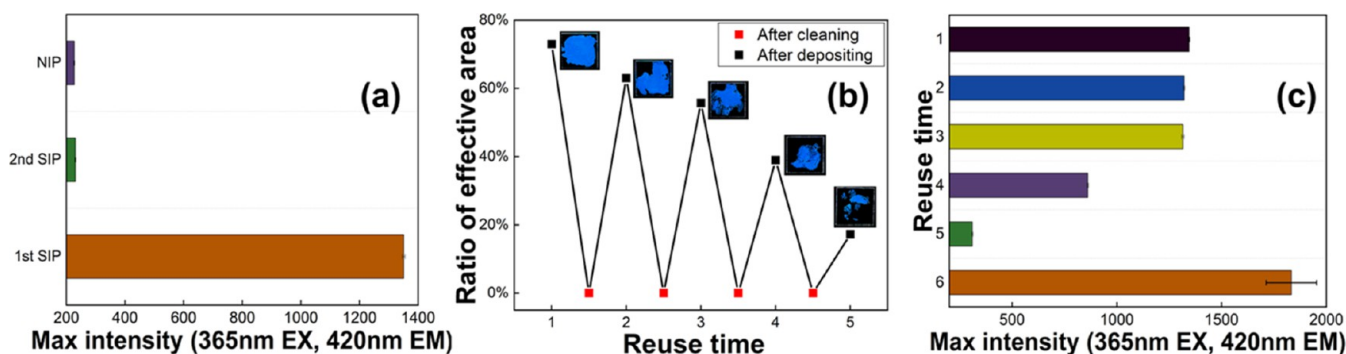 (a)
NIP
2nd SIP
1st SIP
200 400 600 800 1000 1200 1400
Max intensity (365nm EX, 420nm EM)
(b)
After cleaning
After depositing
Ratio of effective area
80%
60%
40%
20%
0%
1 2 3 4 5
Reuse time
(c)
Reuse time
1
2
3
4
5
6
500 1000 1500 2000
Max intensity (365nm EX, 420nm EM)